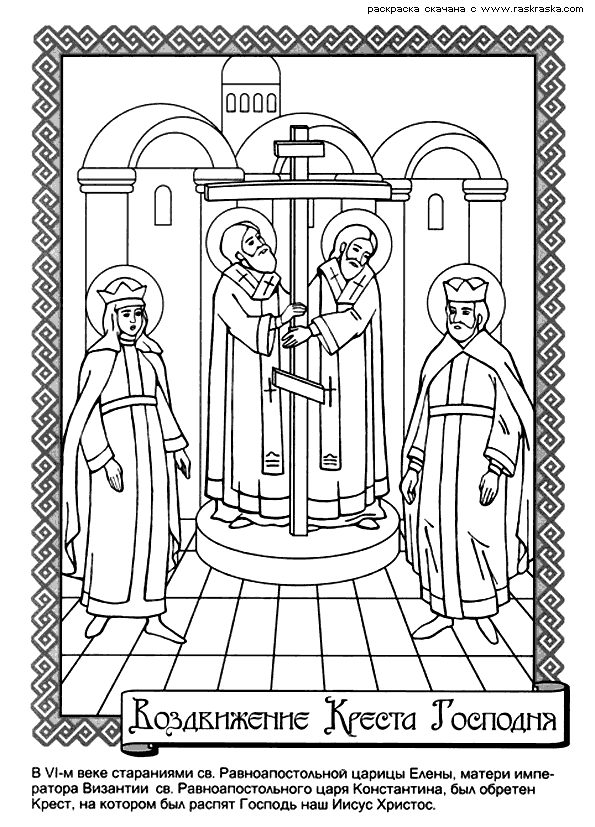 раскраска скачана с www.raskraska.com
Воздвижение Креста Господня
В VI-м веке стараниями св. Равноапостольной царицы Елены, матери импе-
ратора Византии св. Равноапостольного царя Константина, был обретен
Крест, на котором был распят Господь наш Иисус Христос.